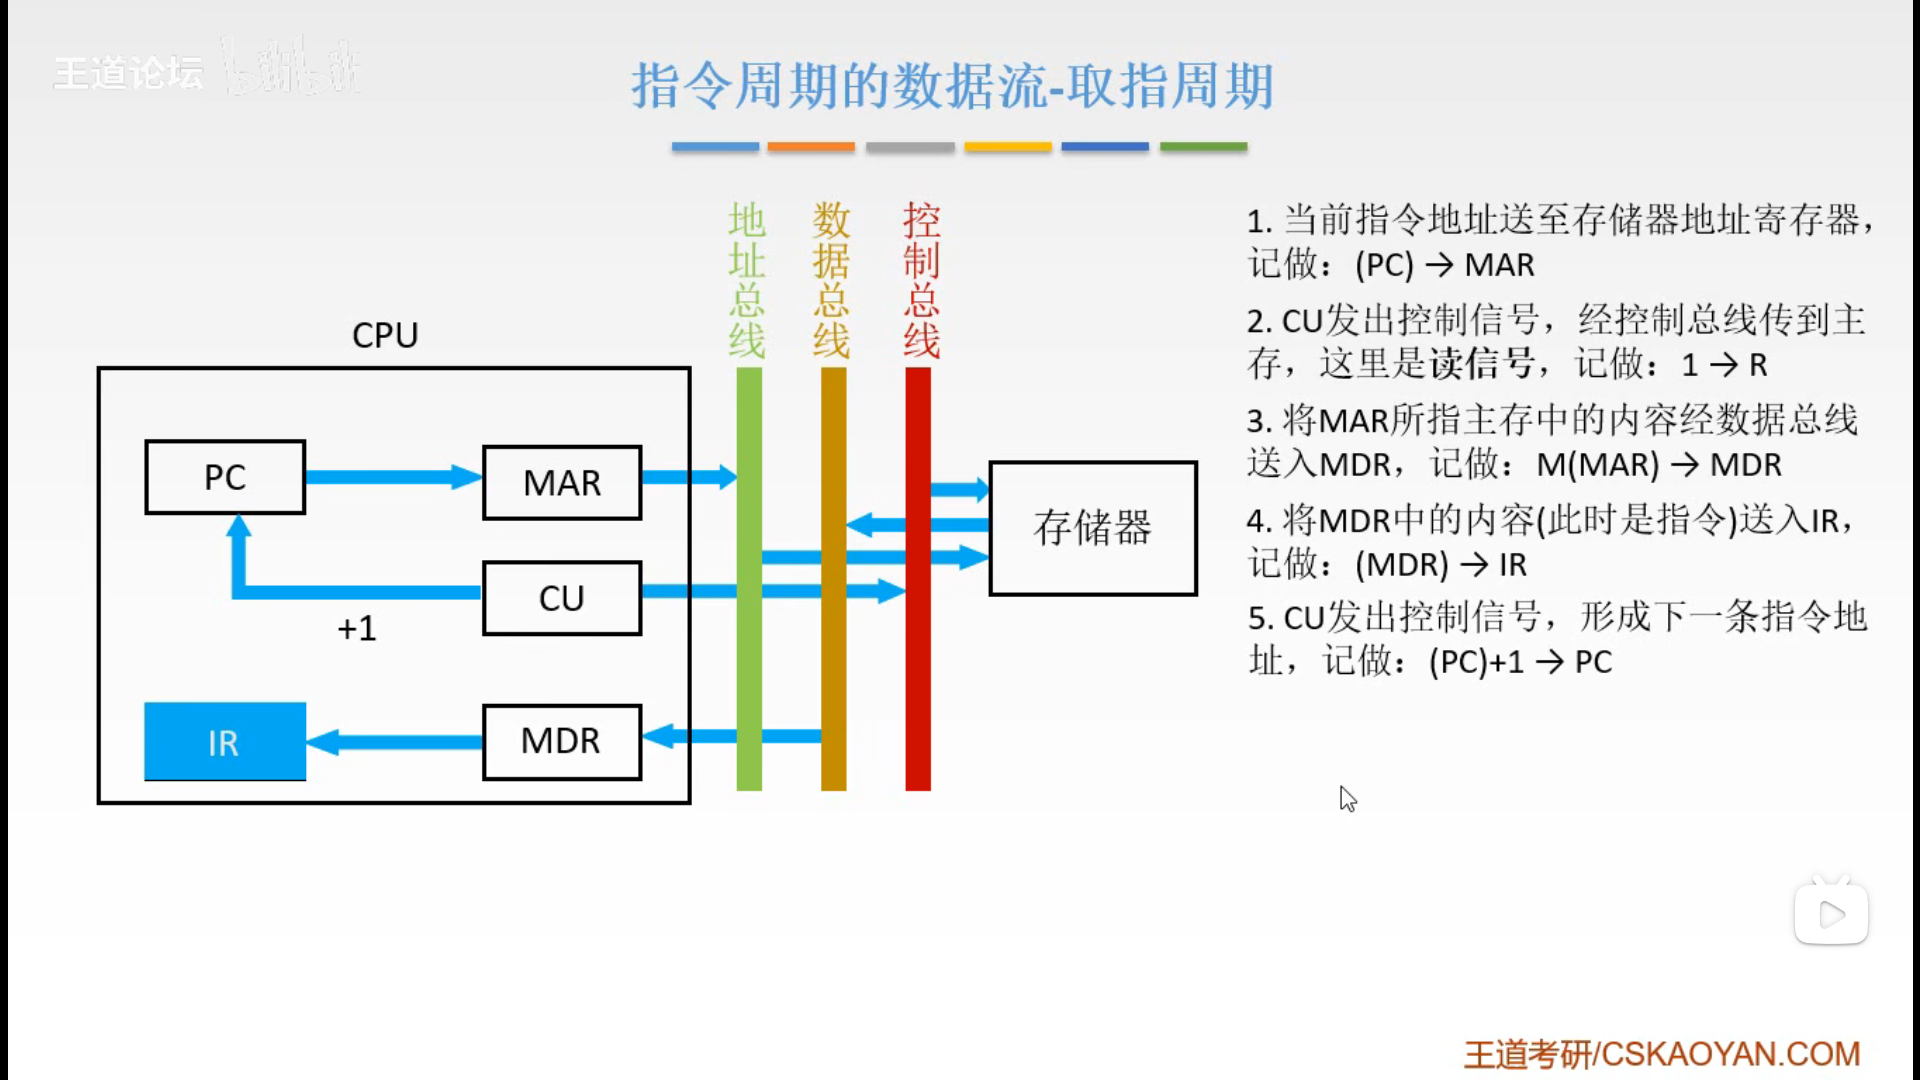 王道论坛 bilibili
指令周期的数据流-取指周期
地址总线
数据总线
控制总线
CPU
PC
MAR
CU
+1
IR
MDR
存储器
1. 当前指令地址送至存储器地址寄存器，
记做：(PC) → MAR
2. CU发出控制信号，经控制总线传到主
存，这里是读信号，记做：1 → R
3. 将MAR所指主存中的内容经数据总线
送入MDR，记做：M(MAR) → MDR
4. 将MDR中的内容(此时是指令)送入IR，
记做：(MDR) → IR
5. CU发出控制信号，形成下一条指令地
址，记做：(PC)+1 → PC
王道考研/CSKAOYAN.COM